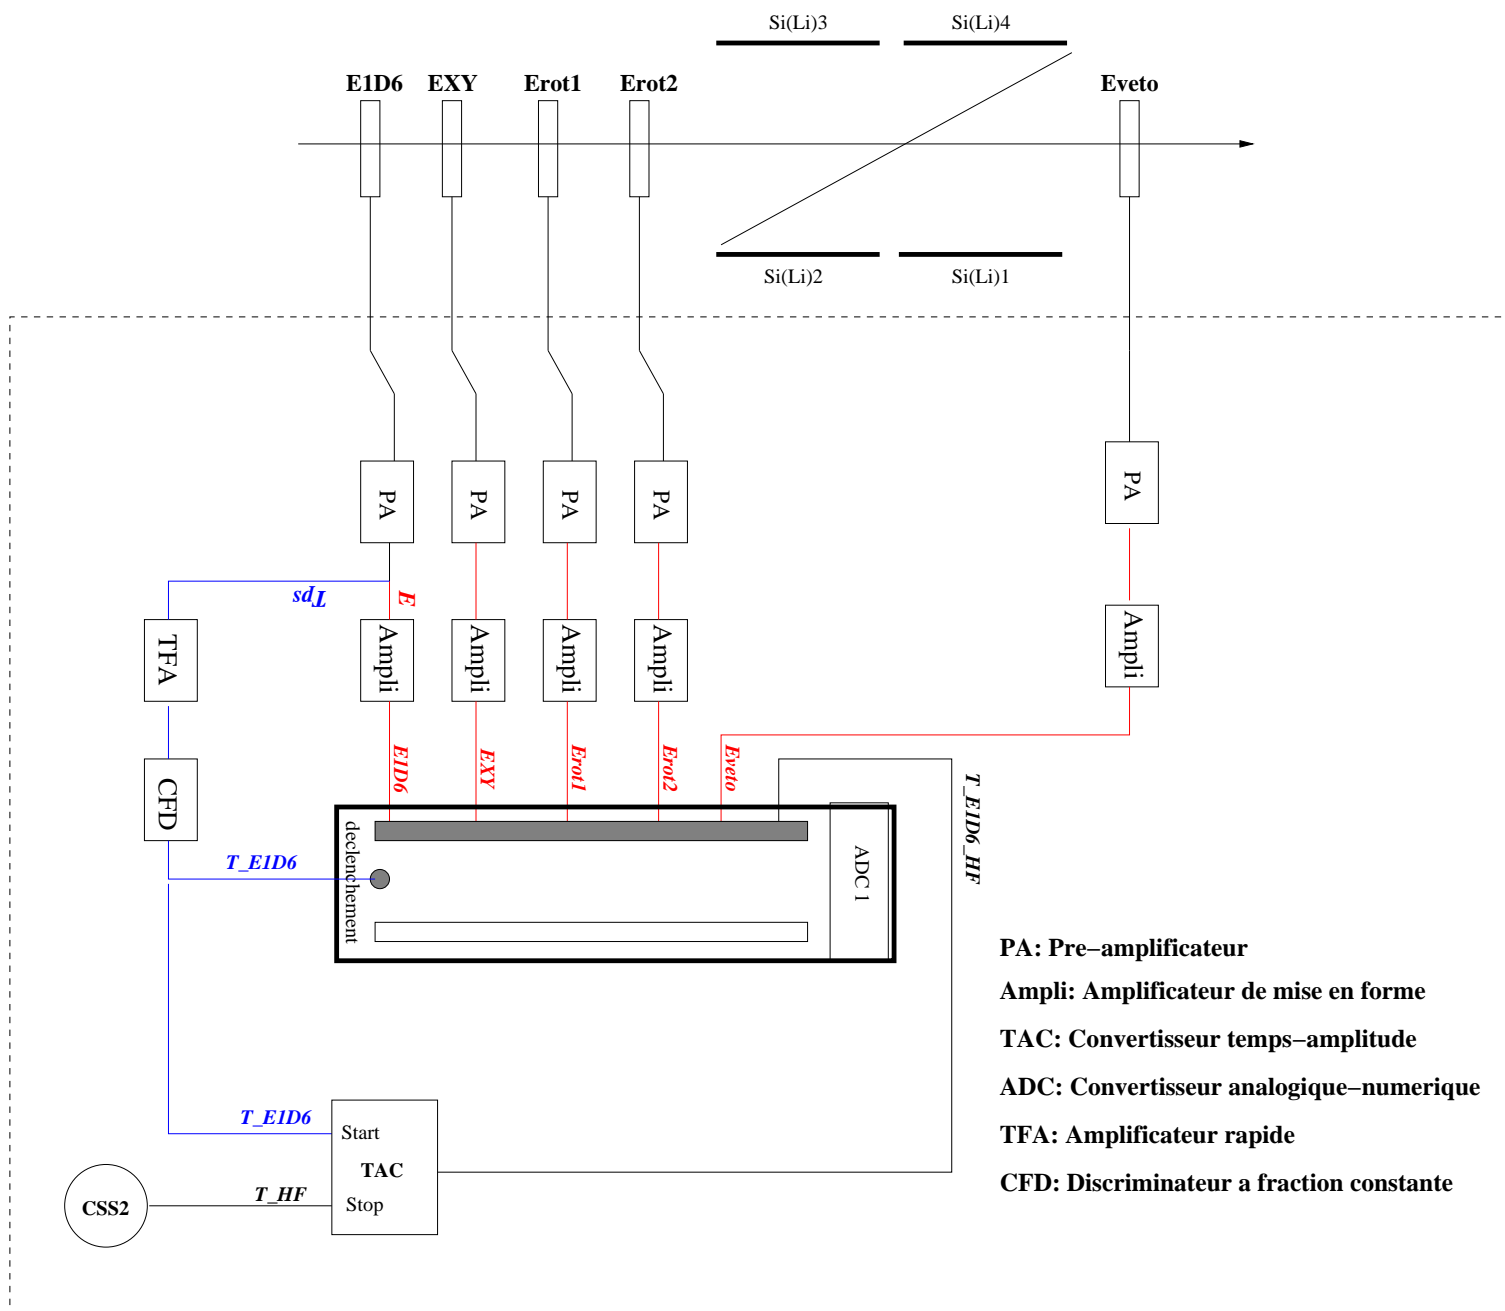 Si(Li)3
Si(Li)4
E1D6
EXY
Erot1
Erot2
Eveto
Si(Li)2
Si(Li)1
PA
PA
PA
PA
PA
Tps
E
TFA
Ampli
Ampli
Ampli
Ampli
Ampli
E1D6
EXY
Erot1
Erot2
Eveto
T_E1D6_HF
CFD
declenchement
ADC 1
T_E1D6
PA: Pre−amplificateur
Ampli: Amplificateur de mise en forme
TAC: Convertisseur temps−amplitude
ADC: Convertisseur analogique−numerique
TFA: Amplificateur rapide
CFD: Discriminateur a fraction constante
T_E1D6
Start
TAC
T_HF
Stop
CSS2